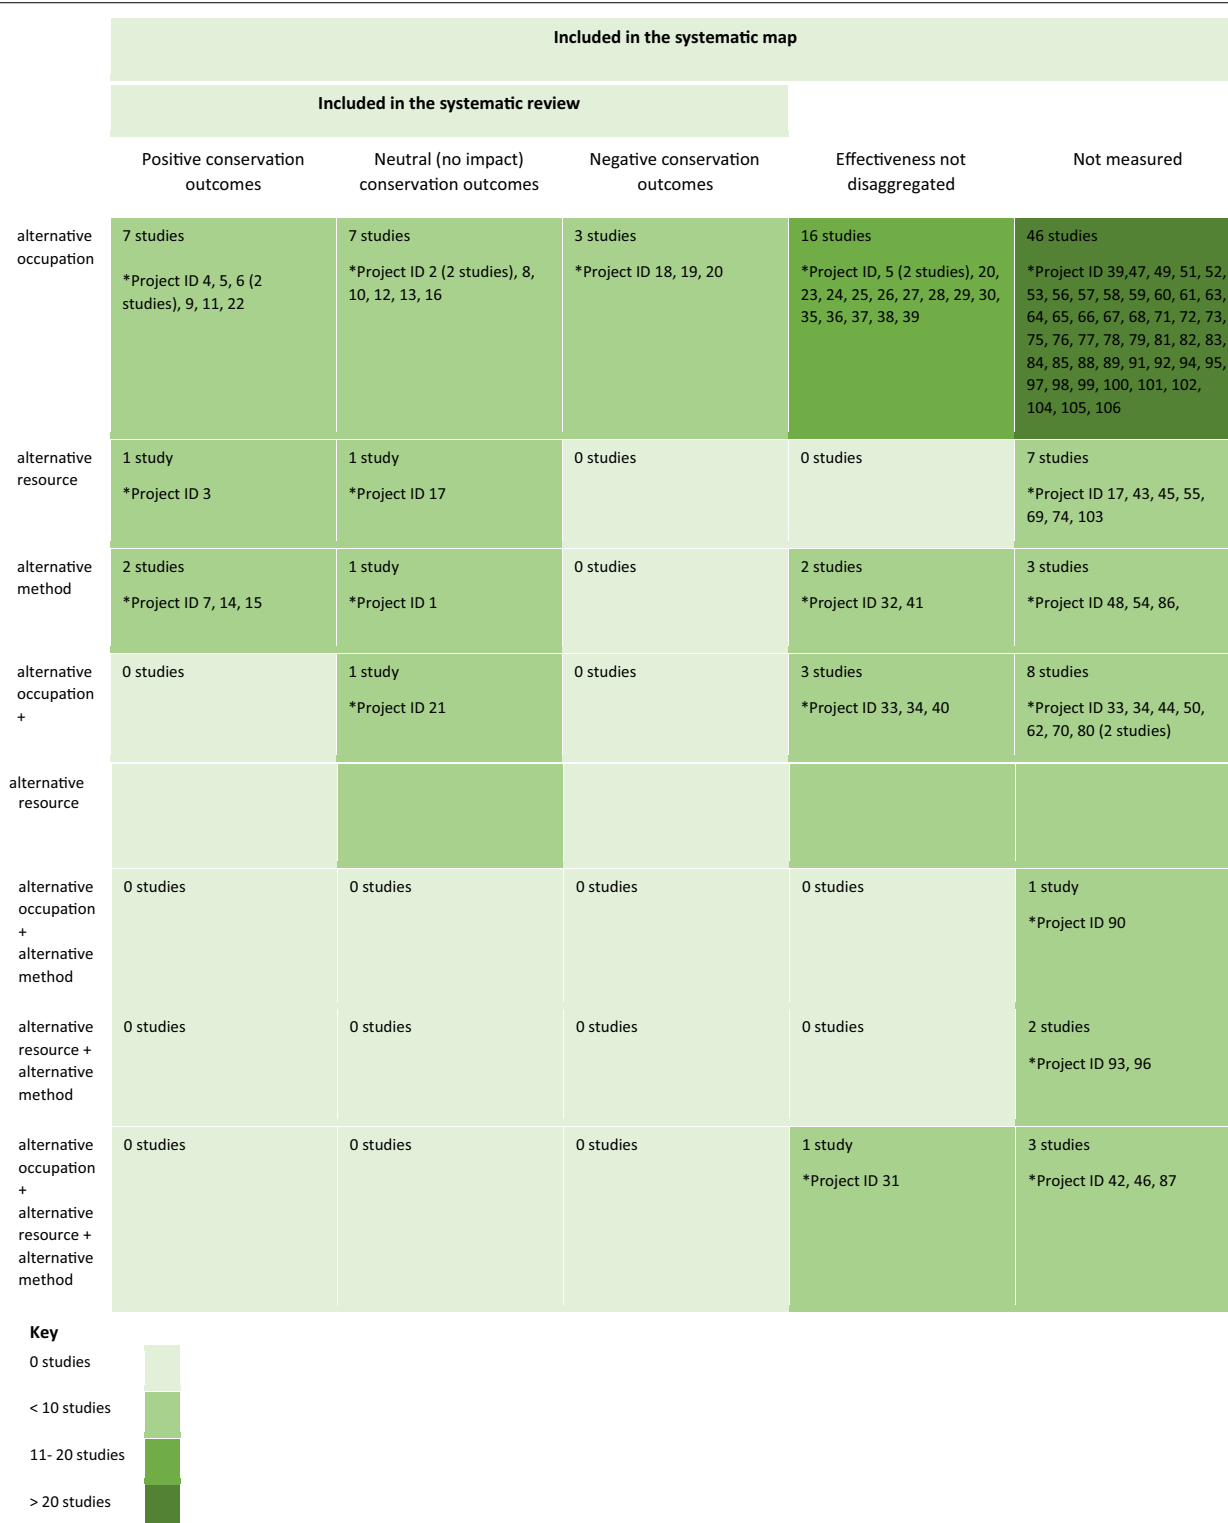 Included in the systematic map
Included in the systematic review
Positive conservation
outcomes
Neutral (no impact)
conservation outcomes
Negative conservation
outcomes
Effectiveness not
disaggregated
Not measured
alternative
occupation
7 studies
*Project ID 4, 5, 6 (2
studies), 9, 11, 22
7 studies
*Project ID 2 (2 studies), 8,
10, 12, 13, 16
3 studies
*Project ID 18, 19, 20
16 studies
*Project ID, 5 (2 studies), 20,
23, 24, 25, 26, 27, 28, 29, 30,
35, 36, 37, 38, 39
46 studies
*Project ID 39,47, 49, 51, 52,
53, 56, 57, 58, 59, 60, 61, 63,
64, 65, 66, 67, 68, 71, 72, 73,
75, 76, 77, 78, 79, 81, 82, 83,
84, 85, 88, 89, 91, 92, 94, 95,
97, 98, 99, 100, 101, 102,
104, 105, 106
alternative
resource
1 study
*Project ID 3
1 study
*Project ID 17
0 studies
0 studies
7 studies
*Project ID 17, 43, 45, 55,
69, 74, 103
alternative
method
2 studies
*Project ID 7, 14, 15
1 study
*Project ID 1
0 studies
2 studies
*Project ID 32, 41
3 studies
*Project ID 48, 54, 86,
alternative
occupation
+
0 studies
1 study
*Project ID 21
0 studies
3 studies
*Project ID 33, 34, 40
8 studies
*Project ID 33, 34, 44, 50,
62, 70, 80 (2 studies)
alternative
resource
alternative
occupation
+
alternative
method
0 studies
0 studies
0 studies
0 studies
1 study
*Project ID 90
alternative
resource +
alternative
method
0 studies
0 studies
0 studies
0 studies
2 studies
*Project ID 93, 96
alternative
occupation
+
alternative
resource +
alternative
method
0 studies
0 studies
0 studies
1 study
*Project ID 31
3 studies
*Project ID 42, 46, 87
Key
0 studies
< 10 studies
11- 20 studies
> 20 studies